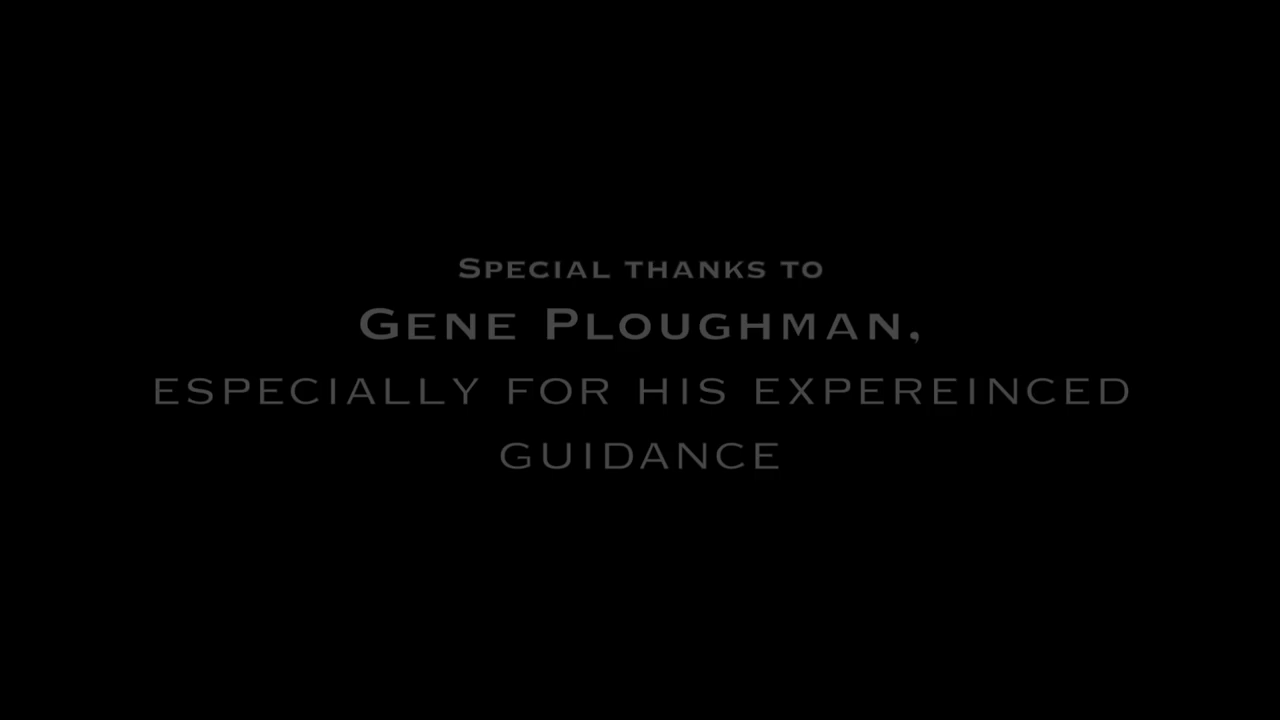 Special thanks to
Gene Ploughman,
especially for his expereinced
guidance